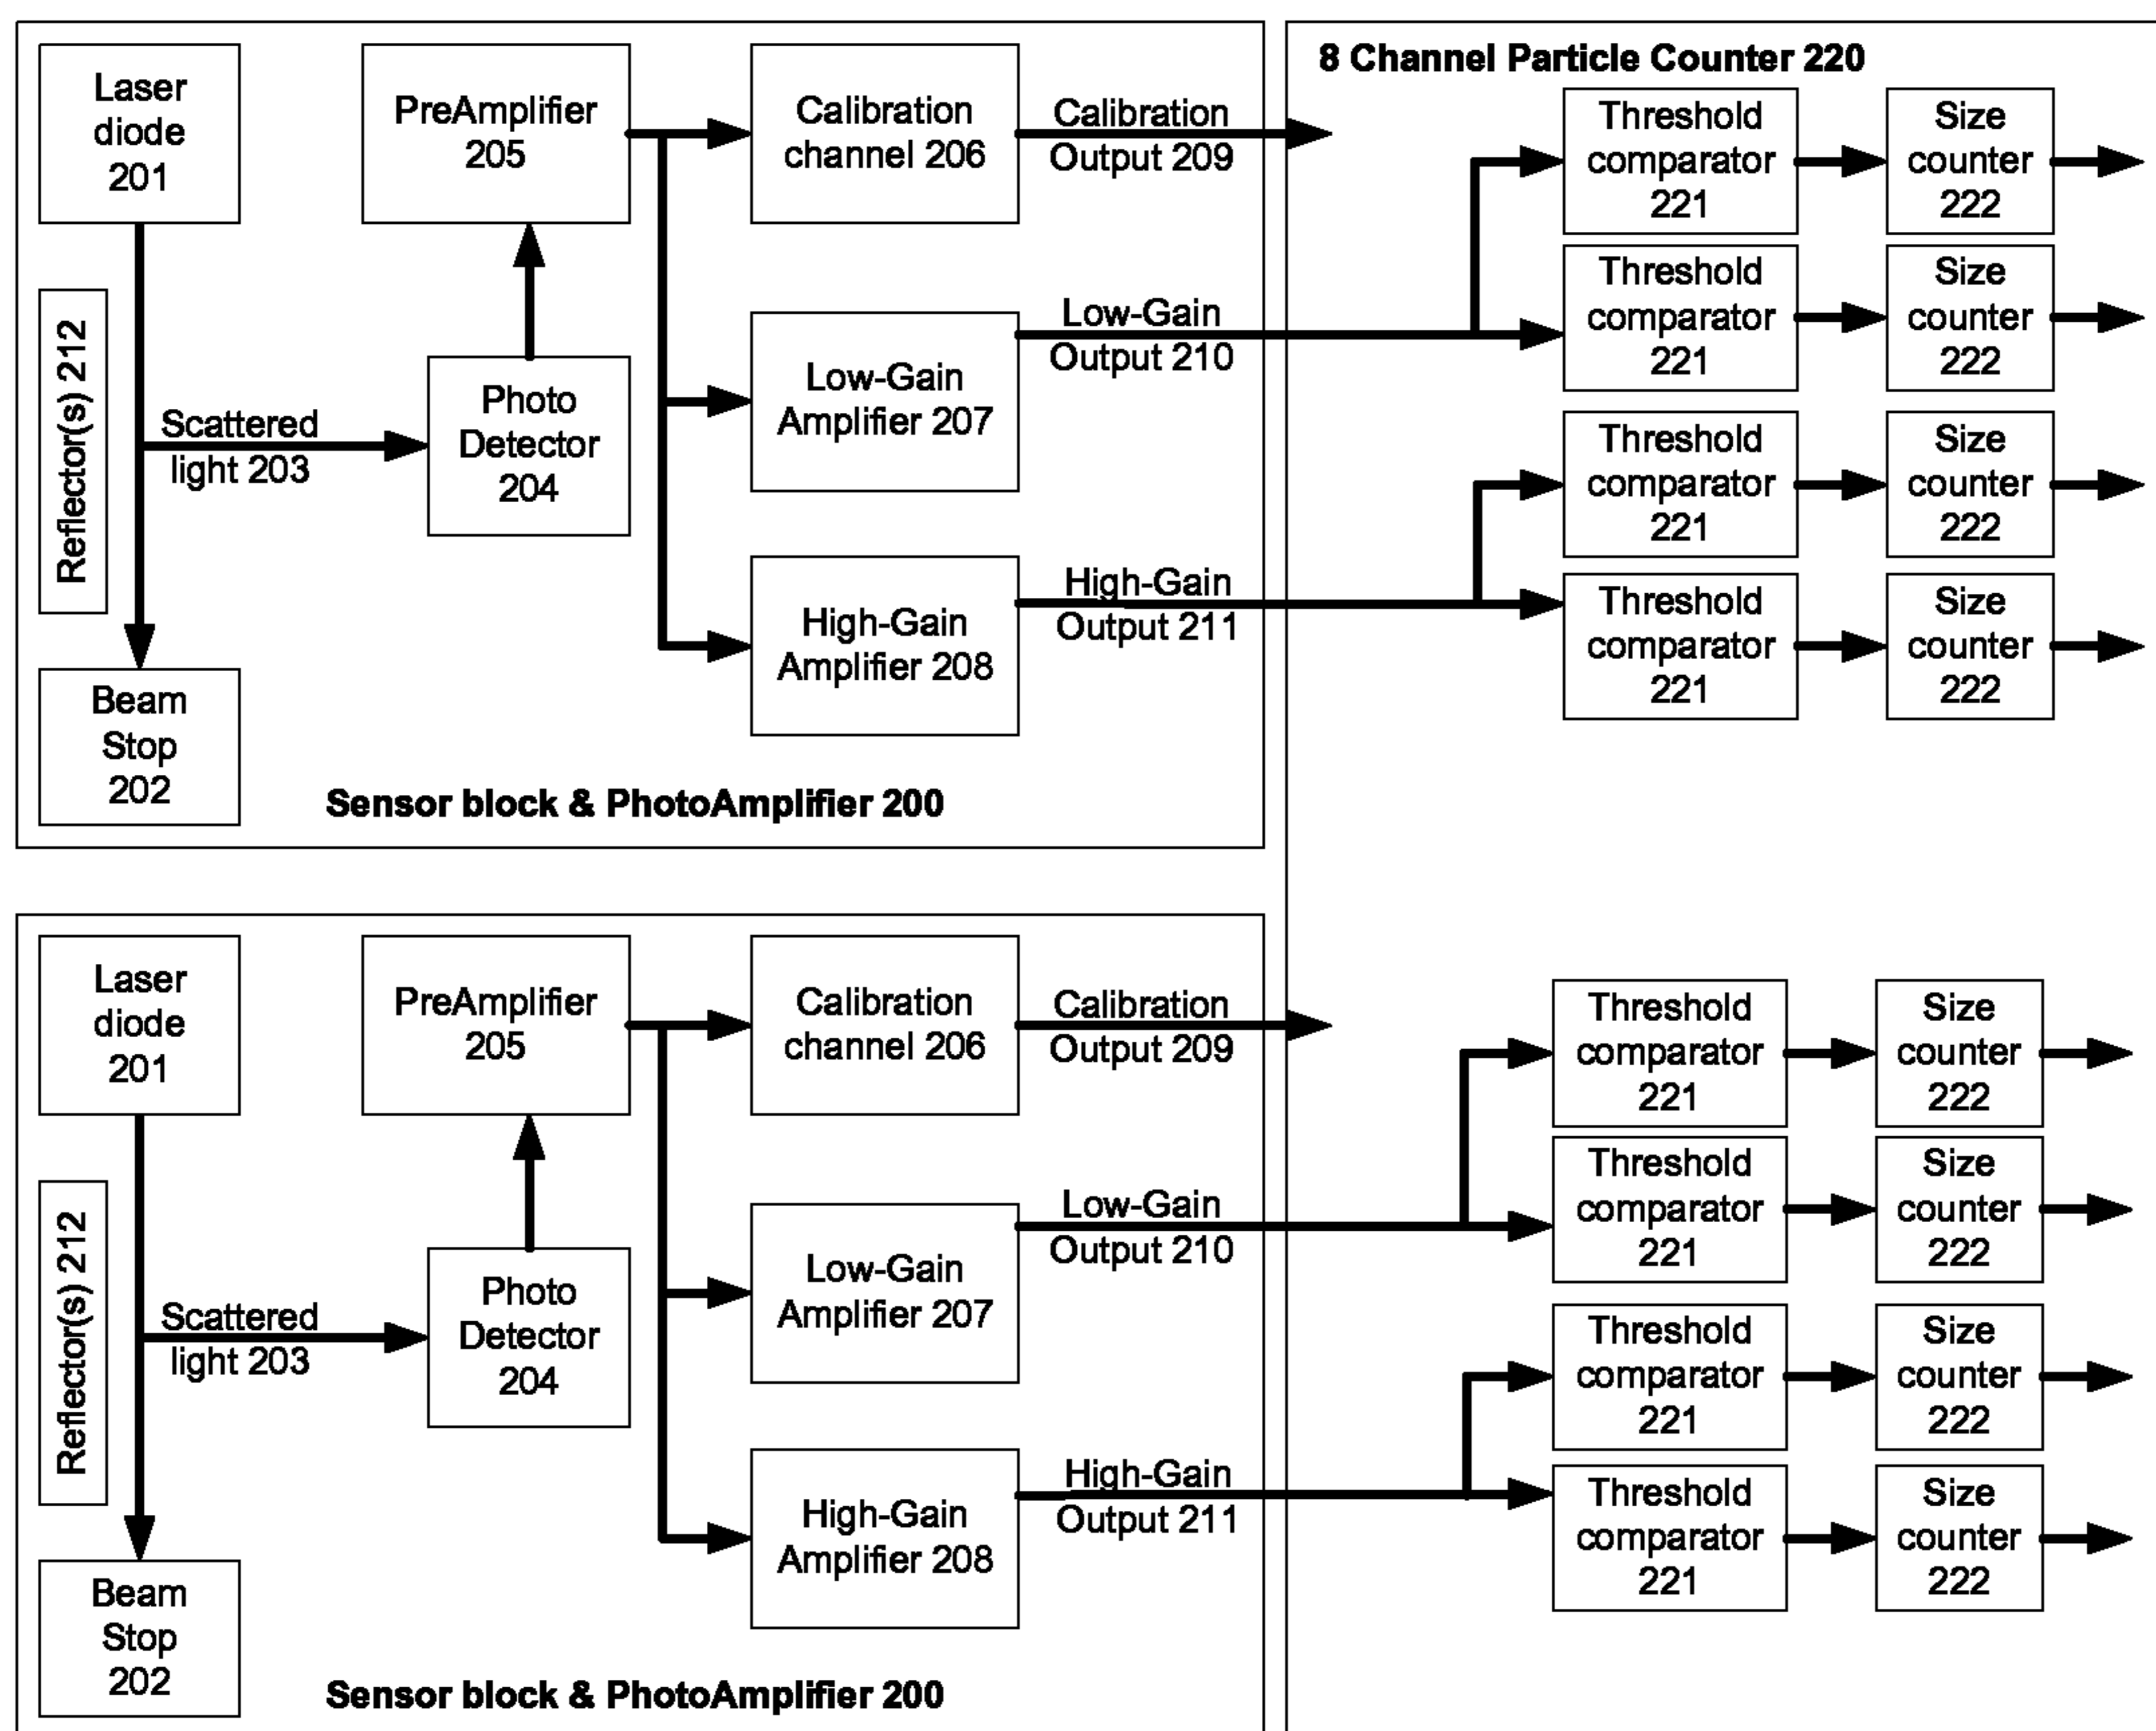 Laser
diode
201
PreAmplifier
205
Calibration
channel 206
Calibration
Output 209
Reflector(s) 212
Scattered
light 203
Photo
Detector
204
Low-Gain
Amplifier 207
Low-Gain
Output 210
High-Gain
Amplifier 208
High-Gain
Output 211
Beam
Stop
202
Sensor block & PhotoAmplifier 200
8 Channel Particle Counter 220
Threshold
comparator
221
Size
counter
222
Threshold
comparator
221
Size
counter
222
Threshold
comparator
221
Size
counter
222
Threshold
comparator
221
Size
counter
222
Laser
diode
201
PreAmplifier
205
Calibration
channel 206
Calibration
Output 209
Reflector(s) 212
Scattered
light 203
Photo
Detector
204
Low-Gain
Amplifier 207
Low-Gain
Output 210
High-Gain
Amplifier 208
High-Gain
Output 211
Beam
Stop
202
Sensor block & PhotoAmplifier 200
Threshold
comparator
221
Size
counter
222
Threshold
comparator
221
Size
counter
222
Threshold
comparator
221
Size
counter
222
Threshold
comparator
221
Size
counter
222